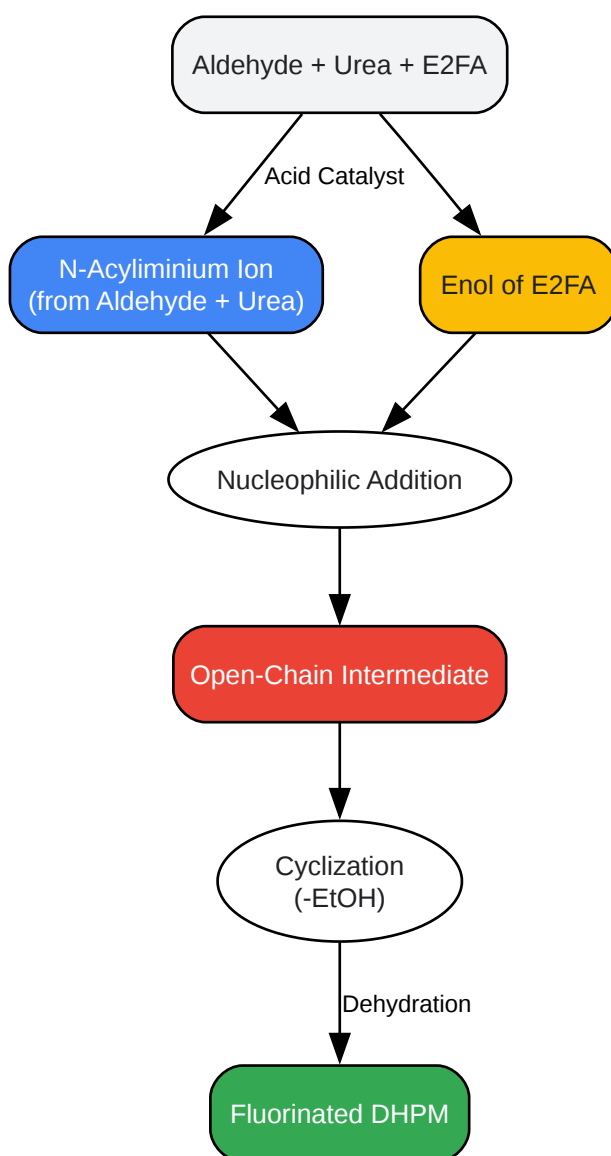 Aldehyde + Urea + E2FA
Acid Catalyst
N-Acyliminium Ion
(from Aldehyde + Urea)
Enol of E2FA
Nucleophilic Addition
Open-Chain Intermediate
Cyclization
(-EtOH)
Dehydration
Fluorinated DHPM